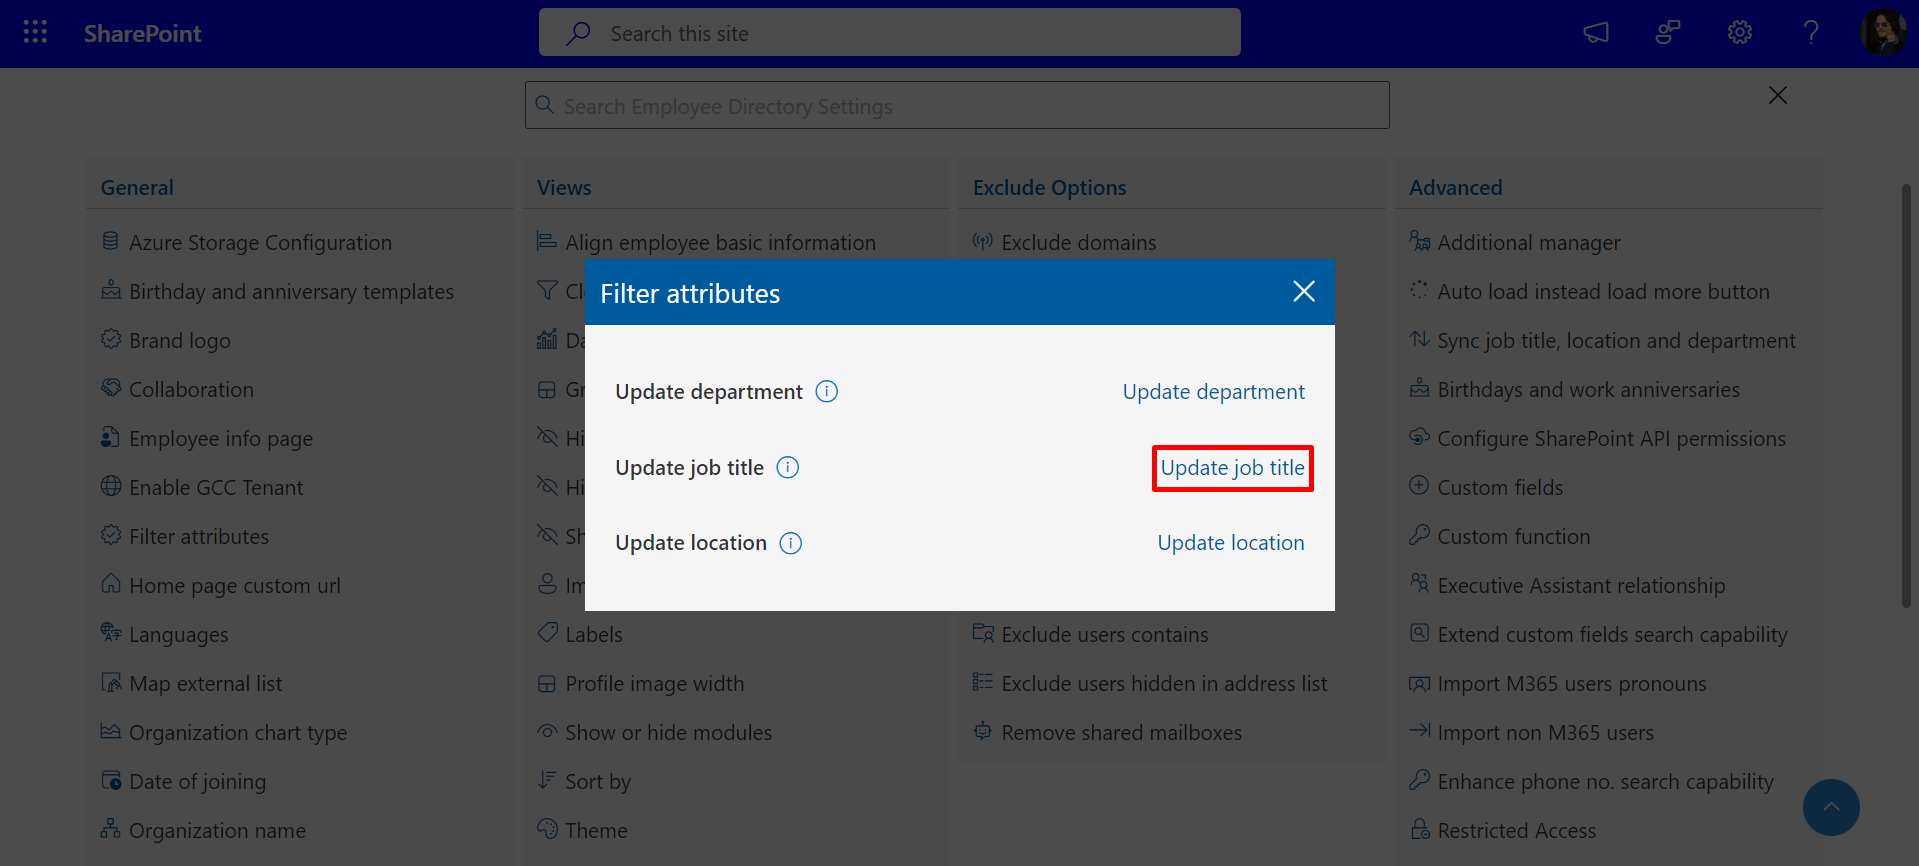 SharePoint
Search this site
Search Employee Directory Settings
General
Azure Storage Configuration
Birthday and anniversary templates
Brand logo
Collaboration
Employee info page
Enable GCC Tenant
Filter attributes
Home page custom url
Languages
Map external list
Organization chart type
Date of joining
Organization name
Views
Align employee basic information
Labels
Profile image width
Show or hide modules
Sort by
Theme
Exclude Options
Exclude domains
Exclude users contains
Exclude users hidden in address list
Remove shared mailboxes
Advanced
Additional manager
Auto load instead load more button
Sync job title, location and department
Birthdays and work anniversaries
Configure SharePoint API permissions
Custom fields
Custom function
Executive Assistant relationship
Extend custom fields search capability
Import M365 users pronouns
Import non M365 users
Enhance phone no. search capability
Restricted Access
Filter attributes
Update department Update department
Update job title Update job title
Update location Update location